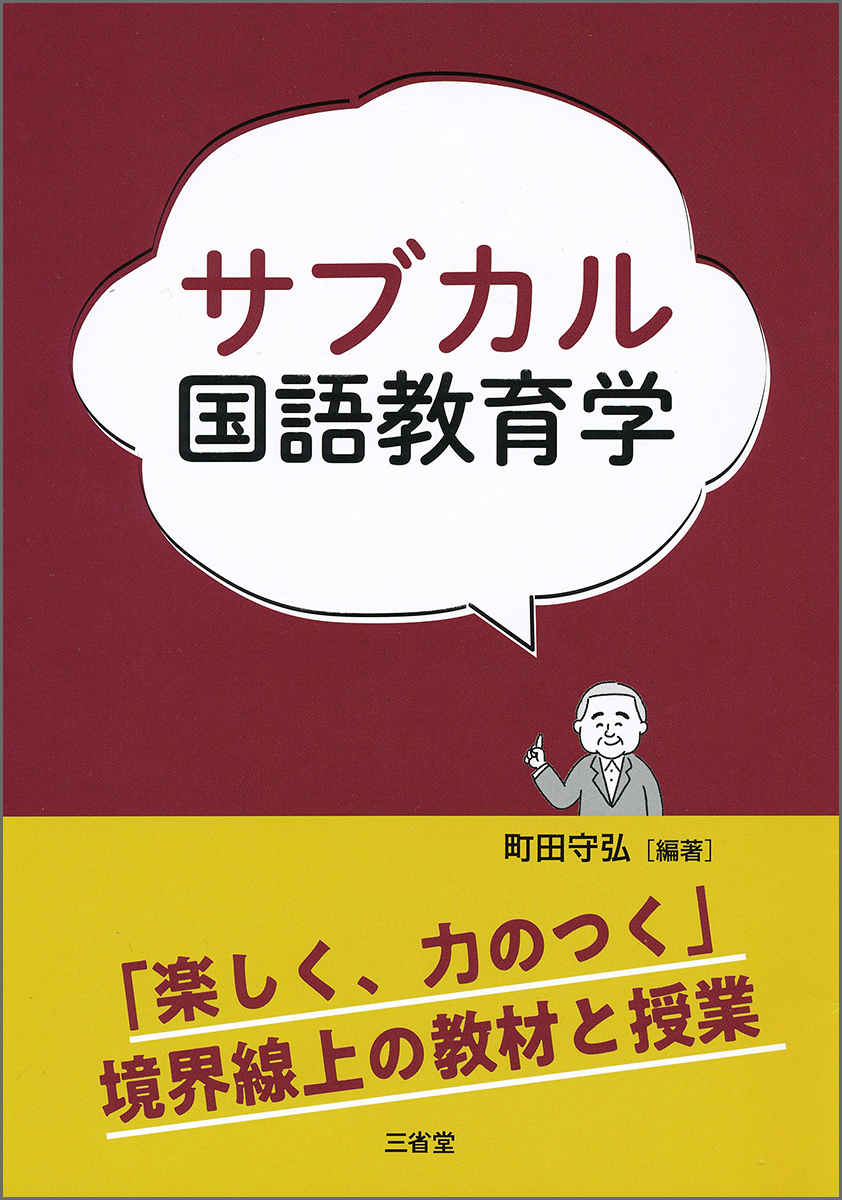 サブカル
国語教育学
町田守弘［編著］
「楽しく、力のつく」
境界線上の教材と授業
三省堂